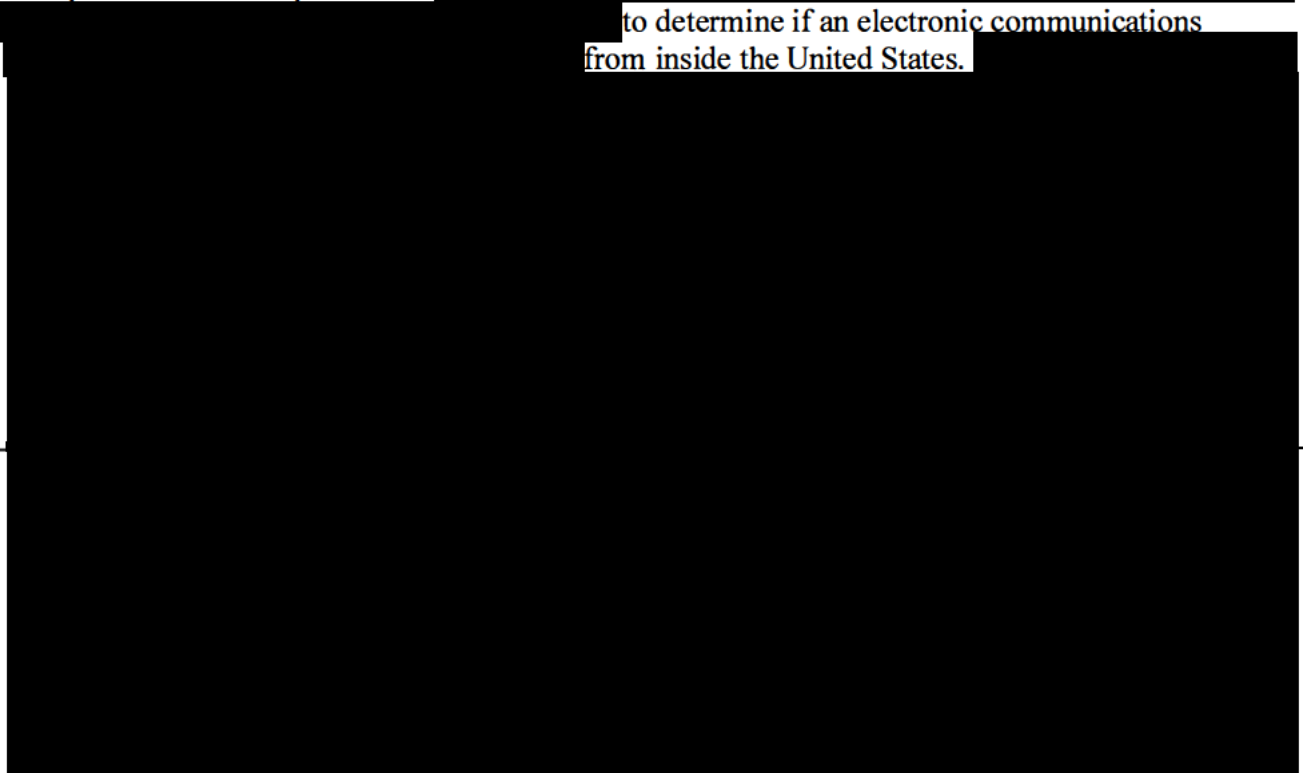 to determine if an electronic communications
from inside the United States.